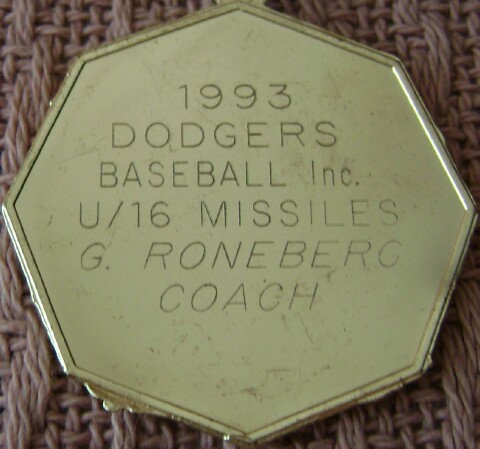 1993
DODGERS
BASEBALL Inc.
U/16 MISSILES
G. RONEBERG
COACH